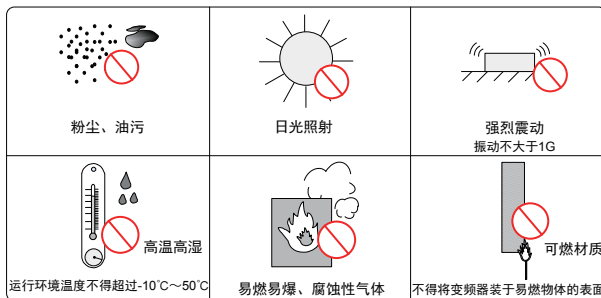 粉尘、油污
日光照射
强烈震动
振动不大于1G
高温高湿
运行环境温度不得超过-10℃～50℃
易燃易爆、腐蚀性气体
可燃材质
不得将变频器装于易燃物体的表面